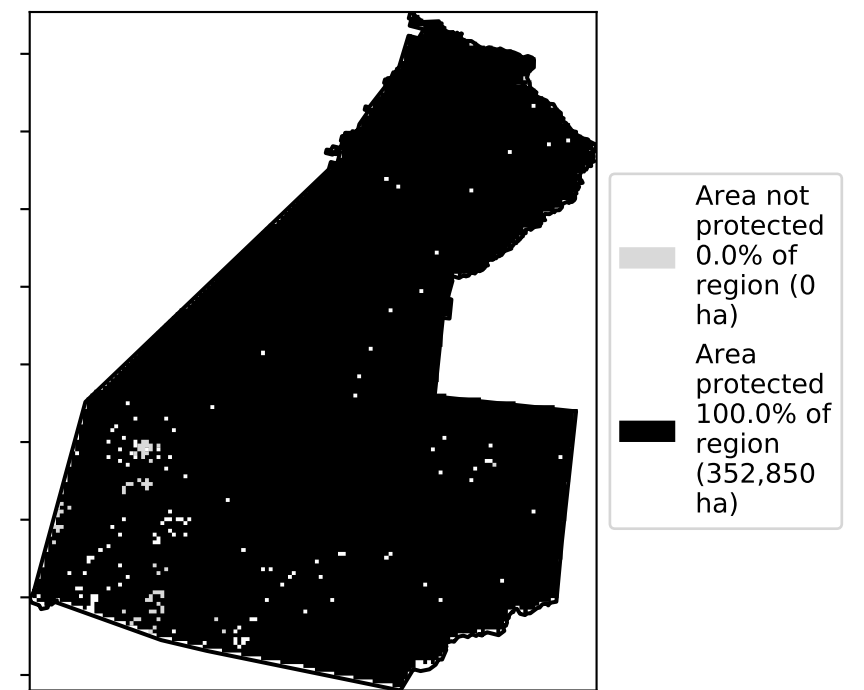 Area not
protected
0.0% of
region (0
ha)
Area
protected
100.0% of
region
(352,850
ha)